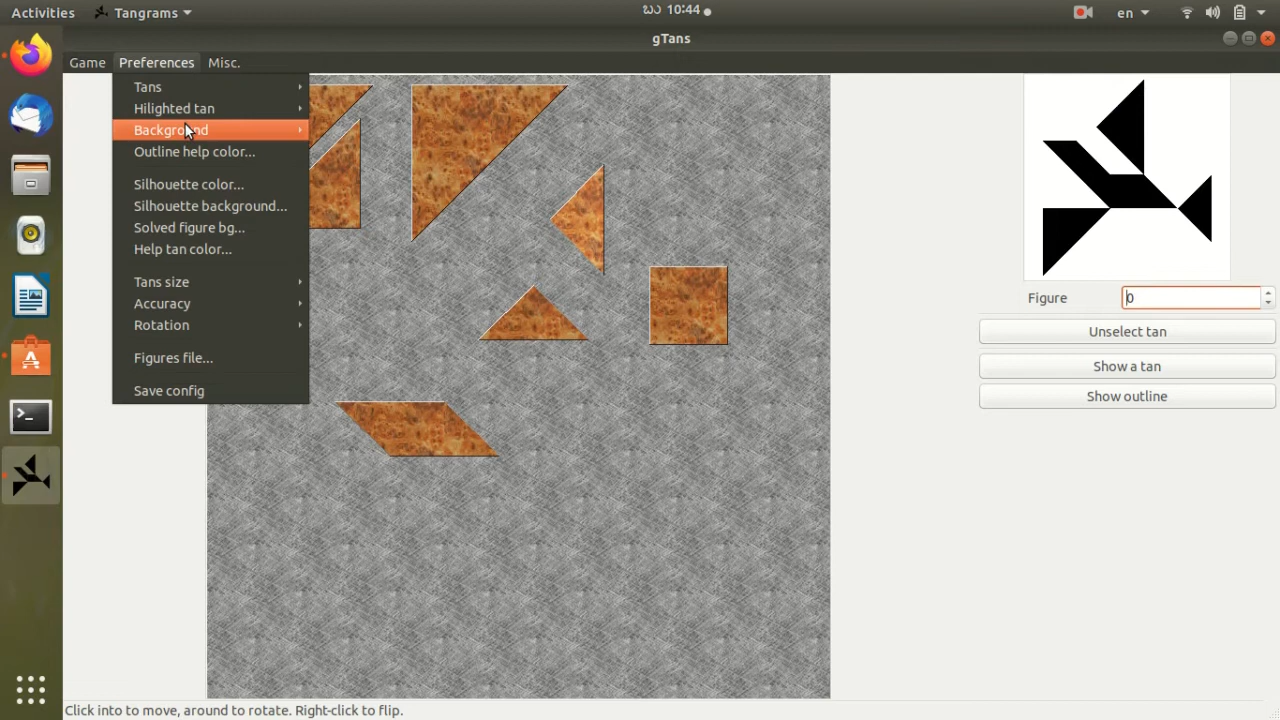 Activities
Tangrams
ພຸດ 10:44
en
gTans
Game
Preferences
Misc.
Tans
Hilighted tan
Background
Outline help color...
Silhouette color...
Silhouette background...
Solved figure bg...
Help tan color...
Tans size
Accuracy
Rotation
Figures file...
Save config
Figure
0
Unselect tan
Show a tan
Show outline
Click into to move, around to rotate. Right-click to flip.